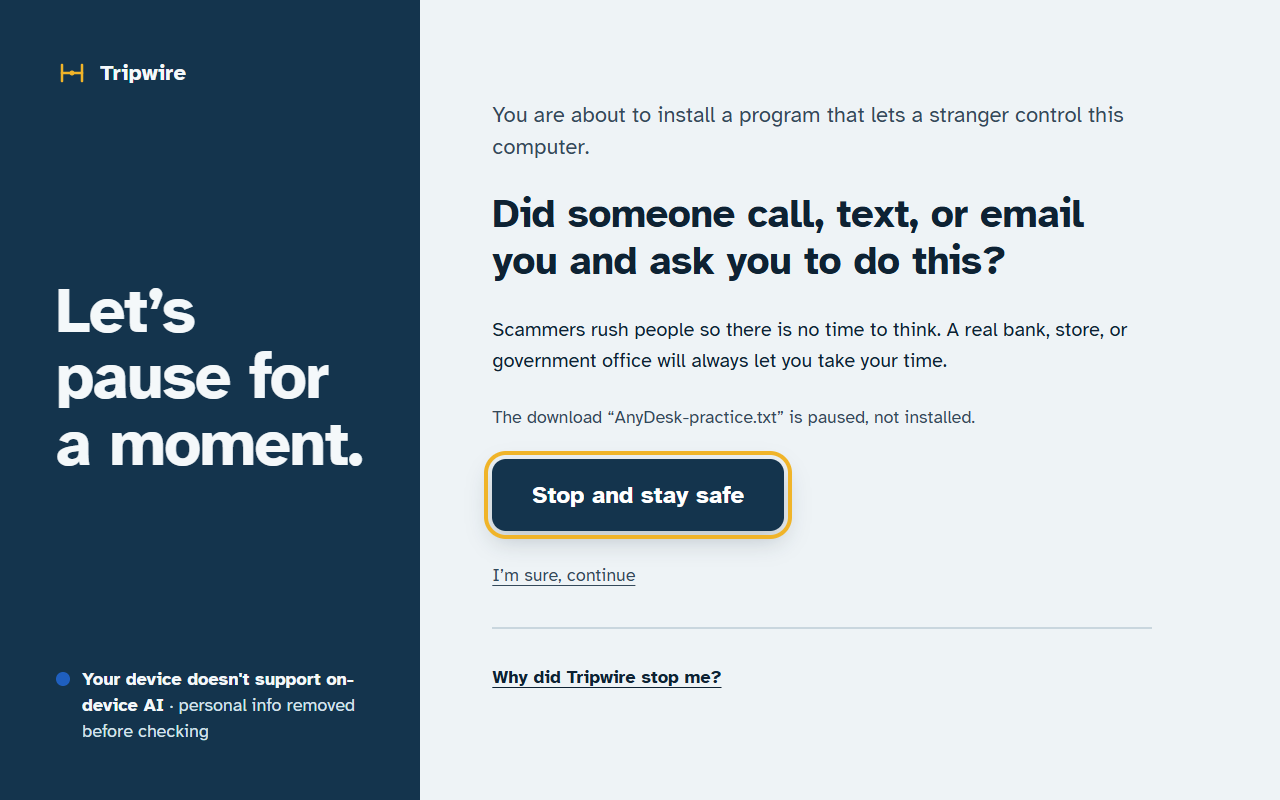 Tripwire
Let’s
pause for
a moment.
Your device doesn't support on-
device AI · personal info removed
before checking
You are about to install a program that lets a stranger control this
computer.
Did someone call, text, or email
you and ask you to do this?
Scammers rush people so there is no time to think. A real bank, store, or
government office will always let you take your time.
The download “AnyDesk-practice.txt” is paused, not installed.
Stop and stay safe
I’m sure, continue
Why did Tripwire stop me?